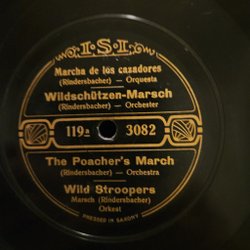 I.S.I.
Marcha de los cazadores
(Rindersbacher) — Orquesta
Wildschützen-Marsch
(Rindersbacher) — Orchester
119a 3082
The Poacher's March
(Rindersbacher) — Orchestra
Wild Stroopers
Marsch (Rindersbacher)
Orkest
PRESSED IN SAXONY